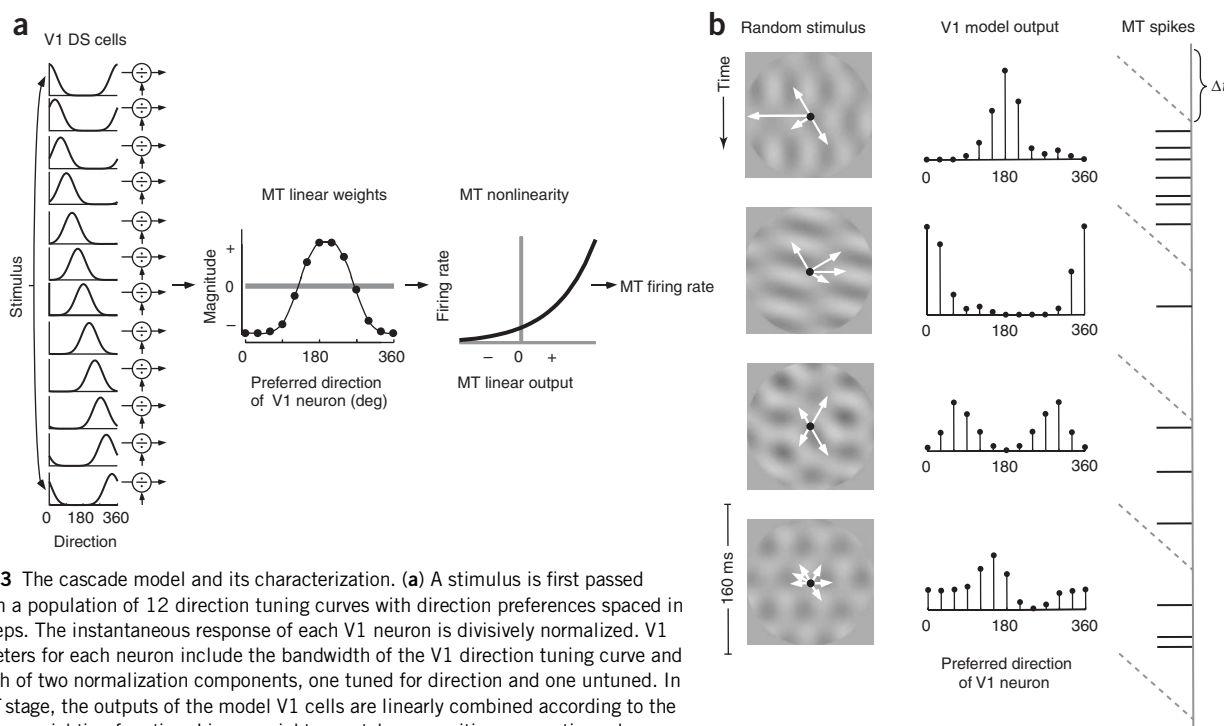 a
V1 DS cells
Stimulus
÷
÷
÷
÷
÷
÷
÷
÷
÷
÷
÷
÷
0 180 360
Direction
MT linear weights
Magnitude
+
0
–
0 180 360
Preferred direction
of V1 neuron (deg)
MT nonlinearity
Firing rate
– 0 +
MT linear output
MT firing rate
b
Random stimulus
V1 model output
MT spikes
Time
Δt
0 180 360
0 180 360
0 180 360
160 ms
0 180 360
Preferred direction
of V1 neuron
3 The cascade model and its characterization. (a) A stimulus is first passed
a population of 12 direction tuning curves with direction preferences spaced in
The instantaneous response of each V1 neuron is divisively normalized. V1
for each neuron include the bandwidth of the V1 direction tuning curve and
of two normalization components, one tuned for direction and one untuned. In
stage, the outputs of the model V1 cells are linearly combined according to the